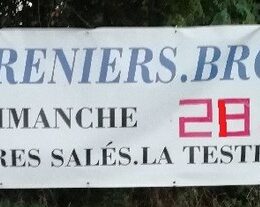 RENIERS.BRO
IMANCHE 28
RES SALÉS.LA TESTE